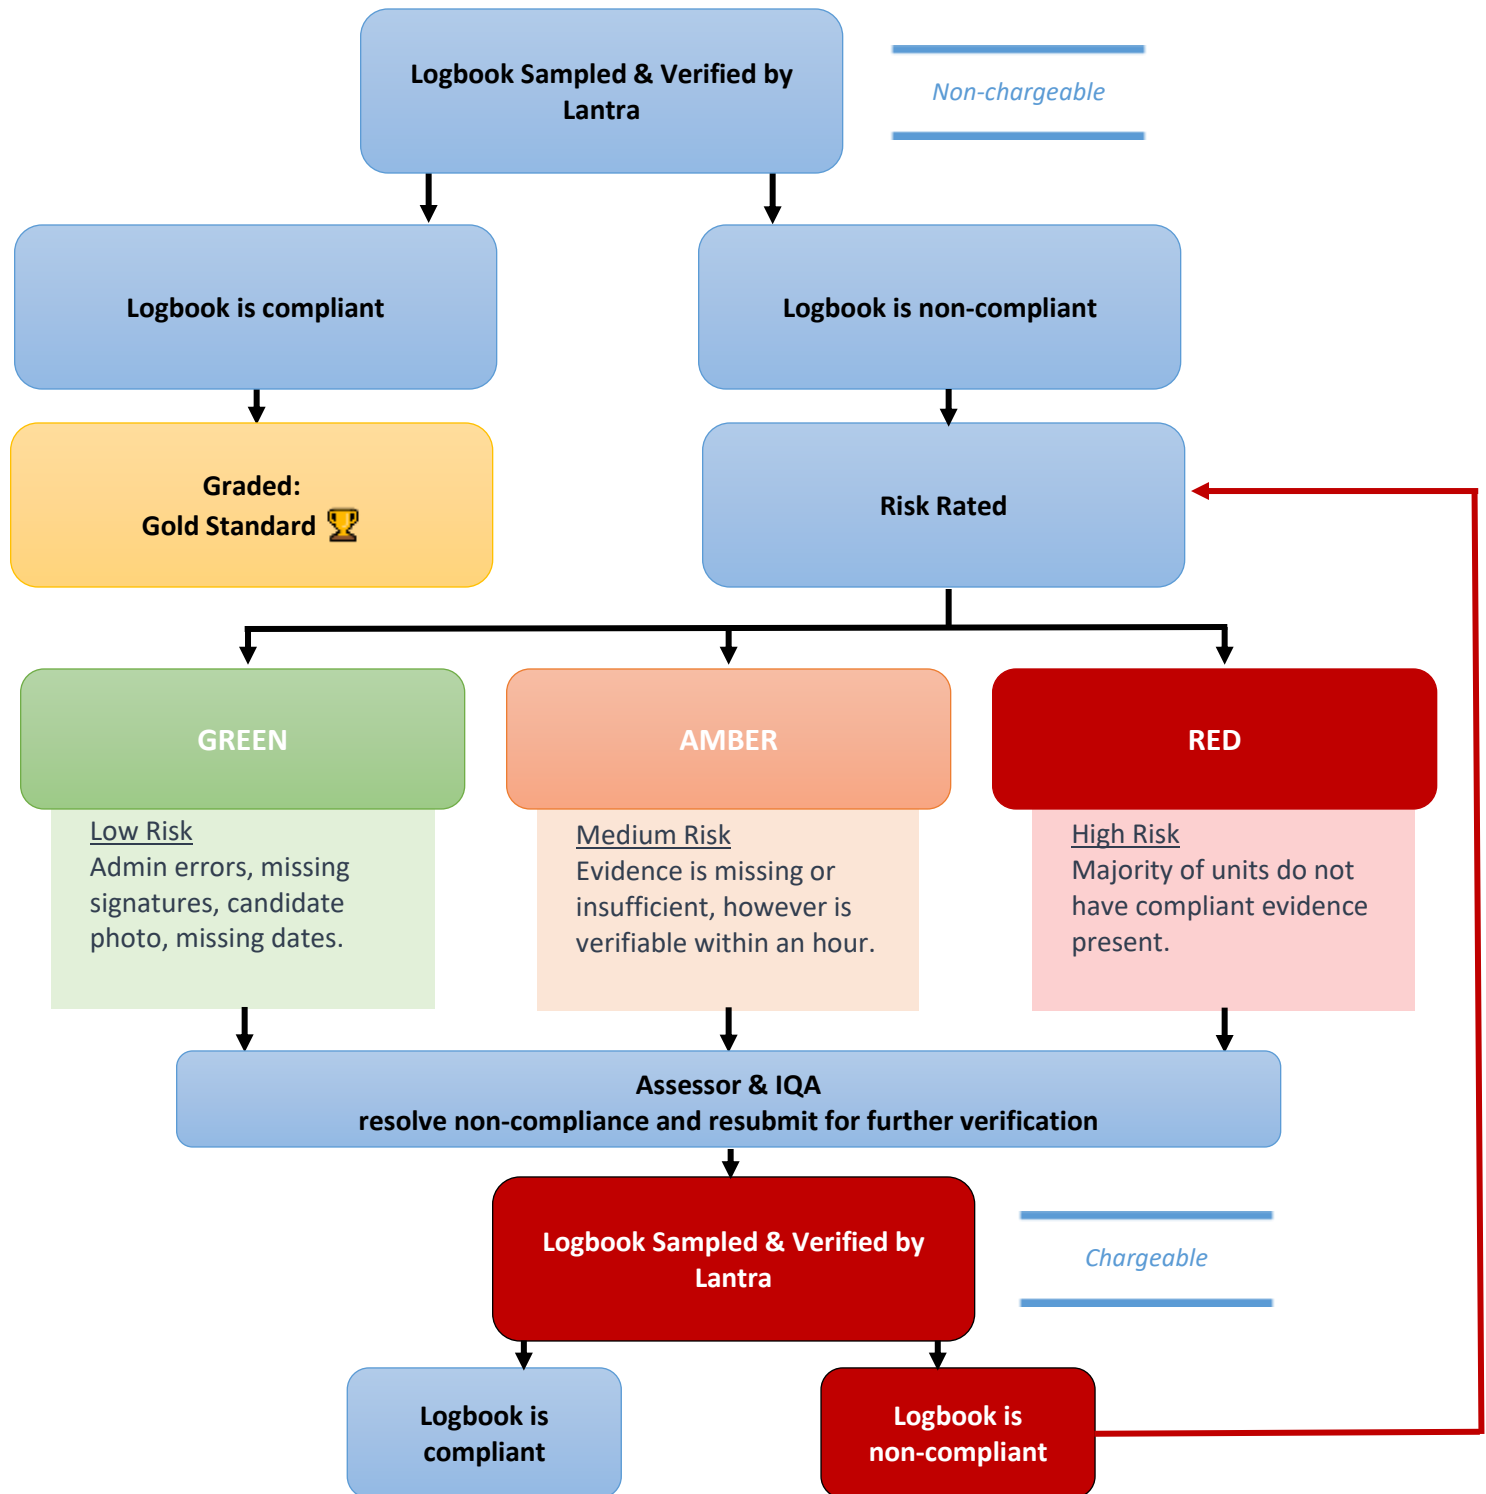 Logbook Sampled & Verified by
Lantra
Non-chargeable
Logbook is compliant
Logbook is non-compliant
Graded:
Gold Standard
Risk Rated
GREEN
AMBER
RED
Low Risk
Admin errors, missing
signatures, candidate
photo, missing dates.
Medium Risk
Evidence is missing or
insufficient, however is
verifiable within an hour.
High Risk
Majority of units do not
have compliant evidence
present.
Assessor & IQA
resolve non-compliance and resubmit for further verification
Logbook Sampled & Verified by
Lantra
Chargeable
Logbook is
compliant
Logbook is
non-compliant